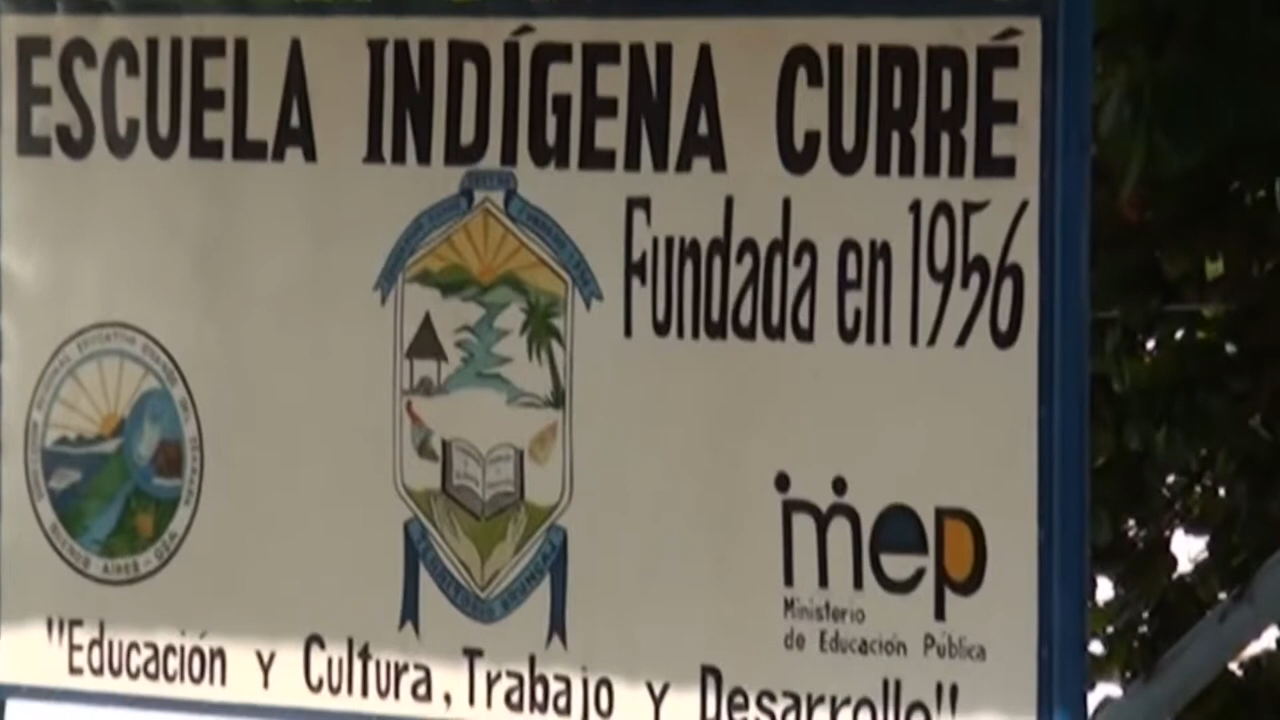 ESCUELA INDÍGENA CURRÉ
Fundada en 1956
mep
Ministerio
de Educación Pública
"Educación y Cultura, Trabajo y Desarrollo"